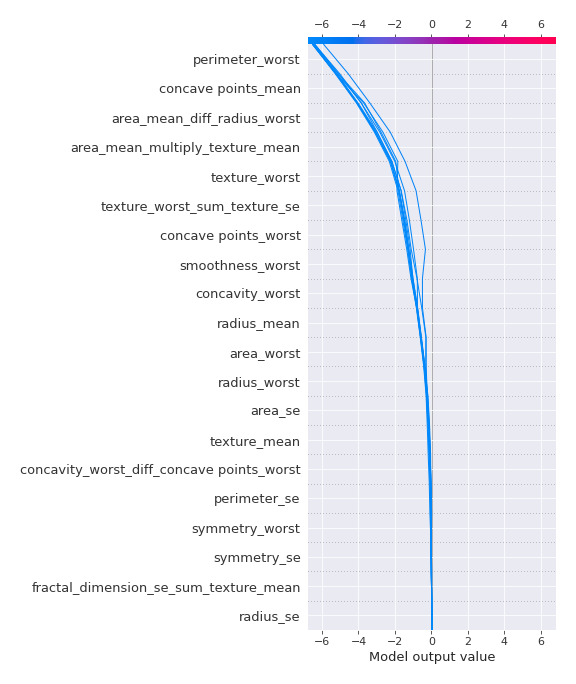 −6 −4 −2 0 2 4 6
perimeter_worst
concave points_mean
area_mean_diff_radius_worst
area_mean_multiply_texture_mean
texture_worst
texture_worst_sum_texture_se
concave points_worst
smoothness_worst
concavity_worst
radius_mean
area_worst
radius_worst
area_se
texture_mean
concavity_worst_diff_concave points_worst
perimeter_se
symmetry_worst
symmetry_se
fractal_dimension_se_sum_texture_mean
radius_se
−6 −4 −2 0 2 4 6
Model output value